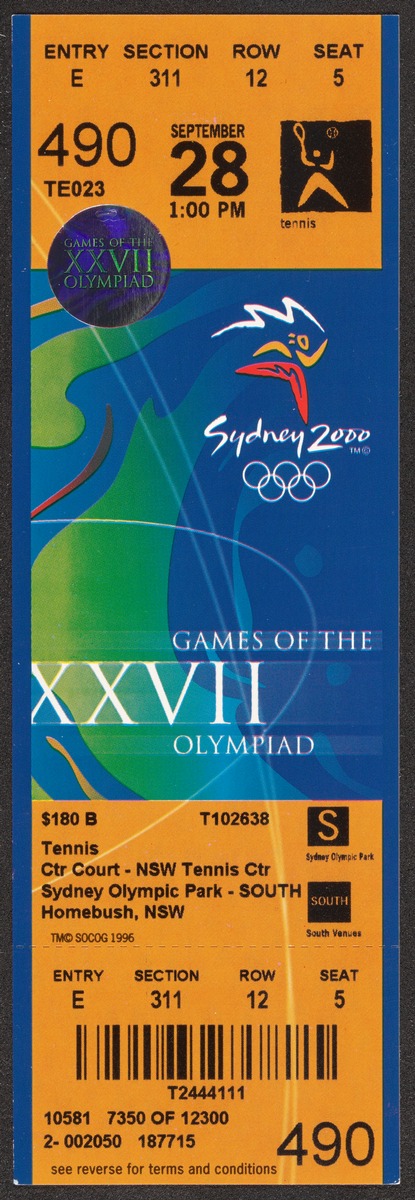 ENTRY SECTION ROW SEAT
E 311 12 5
490
TE023
SEPTEMBER
28
1:00 PM
tennis
GAMES OF THE
XXVII
OLYMPIAD
Sydney 2000
TM©
GAMES OF THE
XXVII
OLYMPIAD
$180 B T102638
Tennis
Ctr Court - NSW Tennis Ctr
Sydney Olympic Park - SOUTH
Homebush, NSW
TM© SOCOG 1996
S
Sydney Olympic Park
SOUTH
South Venues
ENTRY SECTION ROW SEAT
E 311 12 5
T2444111
10581 7350 OF 12300
2- 002050 187715
490
see reverse for terms and conditions